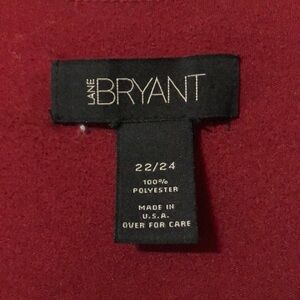 LANE BRYANT
22/24
100%
POLYESTER
MADE IN
U.S.A.
OVER FOR CARE